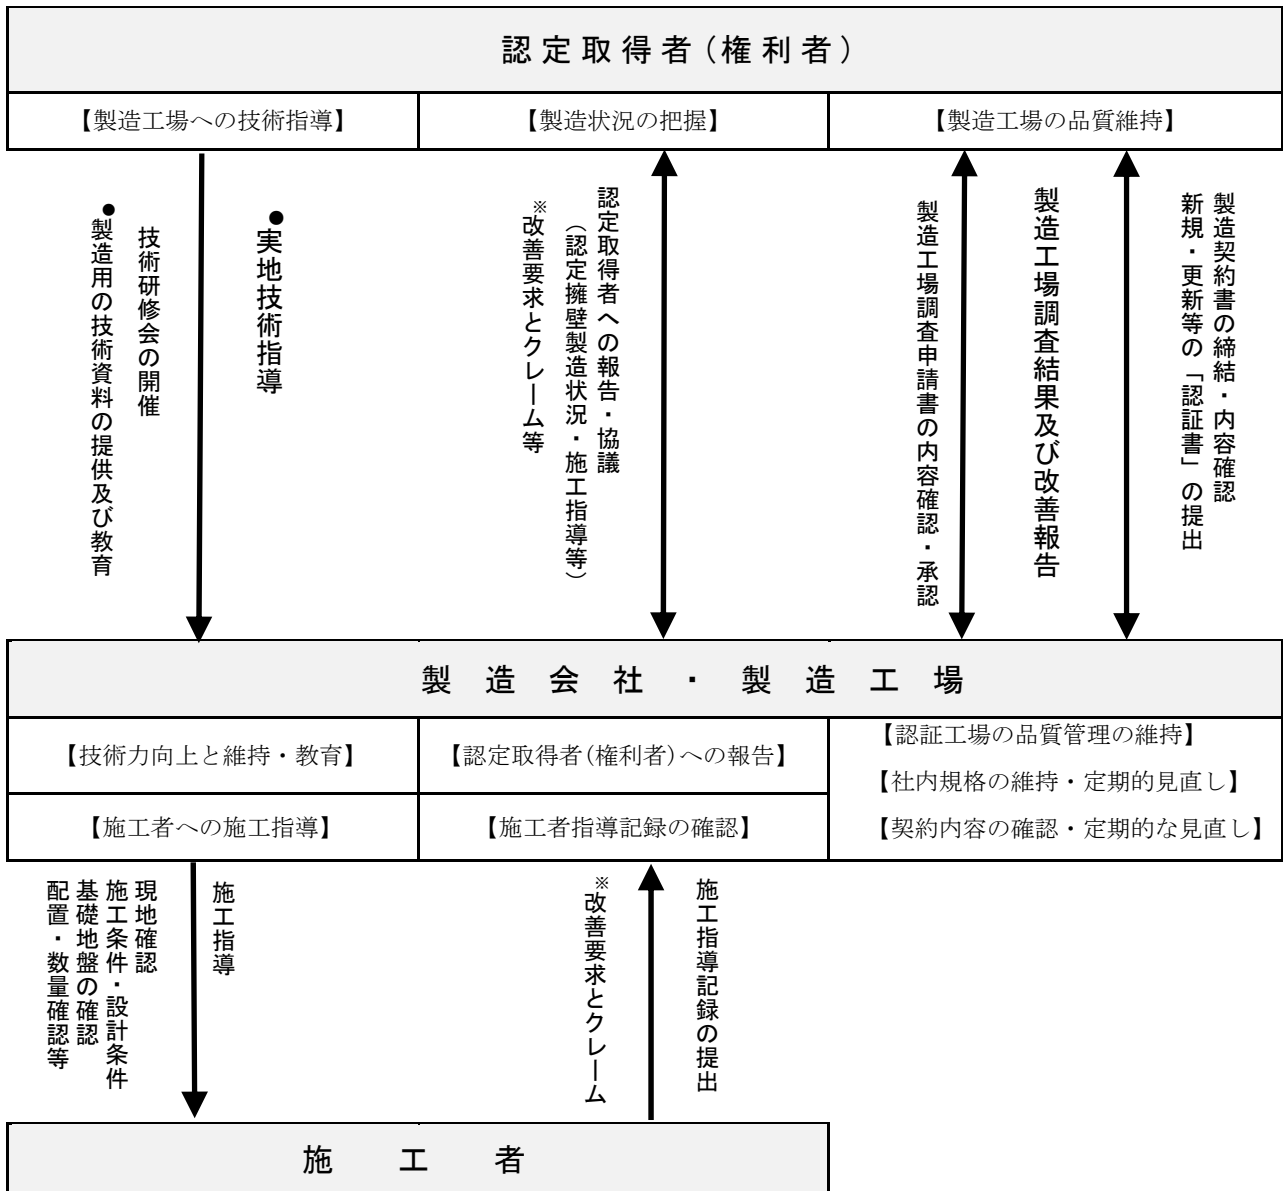 認定取得者(権利者)
【製造工場への技術指導】
【製造状況の把握】
【製造工場の品質維持】
●実地技術指導
技術研修会の開催
●製造用の技術資料の提供及び教育
認定取得者への報告・協議
(認定擁壁製造状況・施工指導等)
※改善要求とクレーム等
製造契約書の締結・内容確認
新規・更新等の「認証書」の提出
製造工場調査結果及び改善報告
製造工場調査申請書の内容確認・承認
製造会社・製造工場
【技術力向上と維持・教育】
【認定取得者(権利者)への報告】
【認証工場の品質管理の維持】
【社内規格の維持・定期的見直し】
【契約内容の確認・定期的な見直し】
【施工者への施工指導】
【施工者指導記録の確認】
施工指導
現地確認
施工条件・設計条件
基礎地盤の確認
配置・数量確認等
施工指導記録の提出
※改善要求とクレーム
施工者